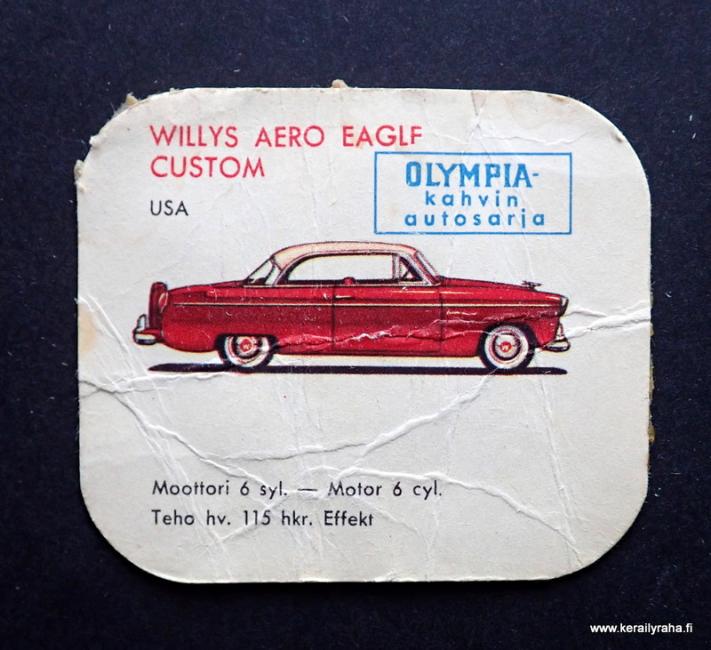 WILLYS AERO EAGLE
CUSTOM
OLYMPIA-
kahvin
autosarja
USA
Moottori 6 syl. — Motor 6 cyl.
Teho hv. 115 hkr. Effekt
www.kerailyraha.fi